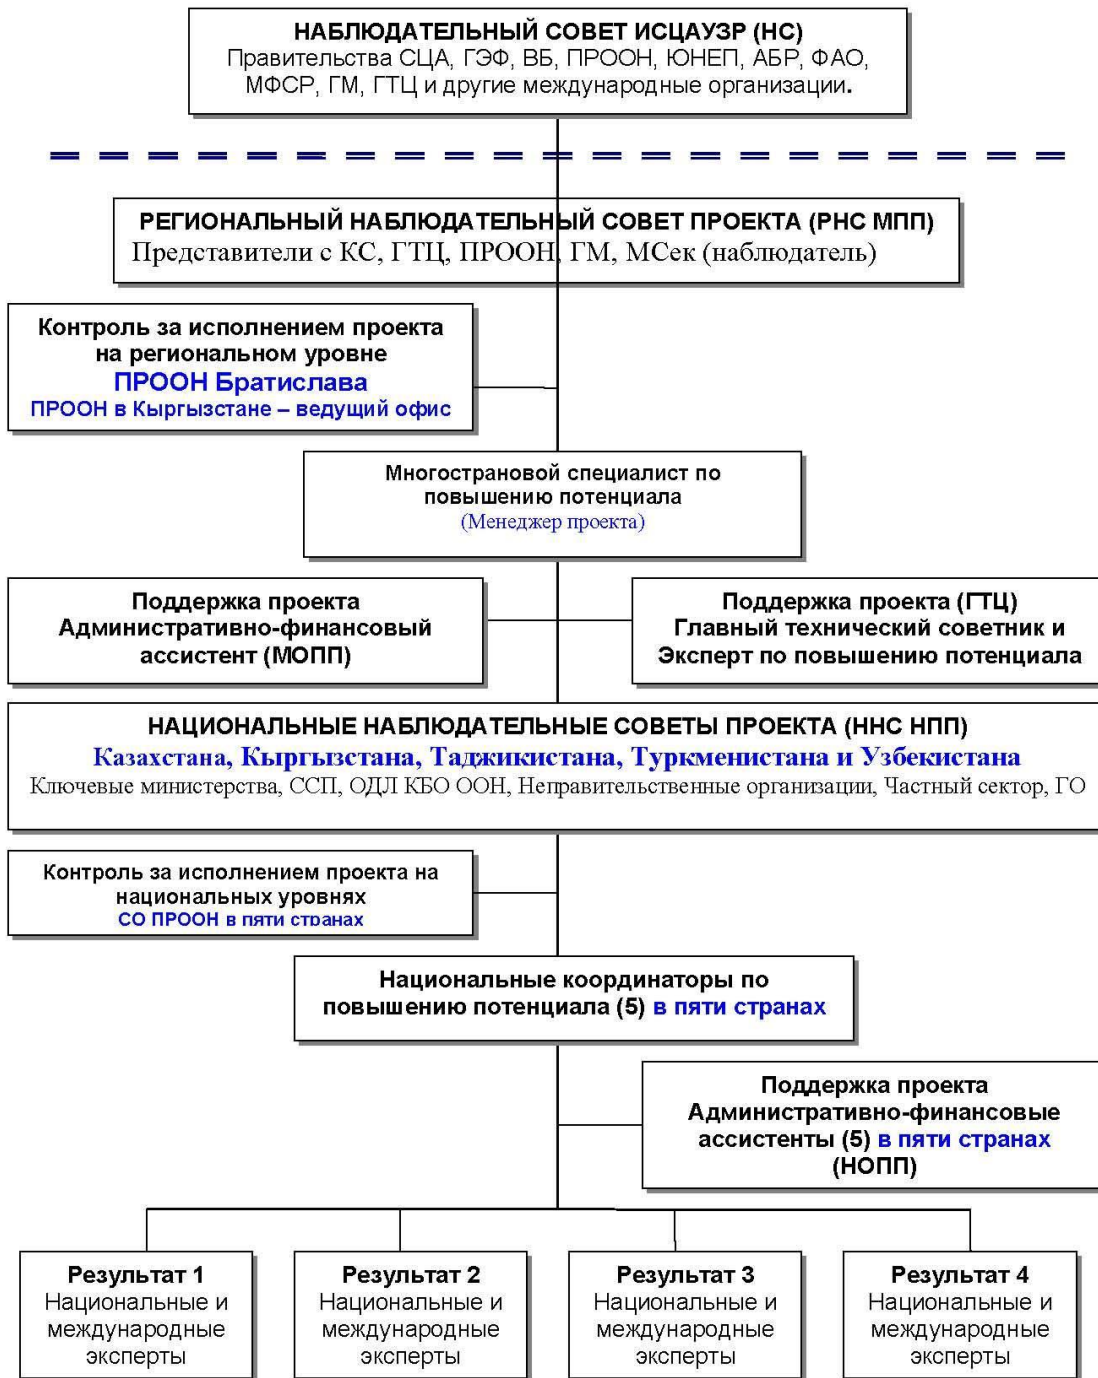 НАБЛЮДАТЕЛЬНЫЙ СОВЕТ ИСЦАУЗР (НС)
Правительства СЦА, ГЭФ, ВБ, ПРООН, ЮНЕП, АБР, ФАО,
МФСР, ГМ, ГТЦ и другие международные организации.
РЕГИОНАЛЬНЫЙ НАБЛЮДАТЕЛЬНЫЙ СОВЕТ ПРОЕКТА (РНС МПП)
Представители с КС, ГТЦ, ПРООН, ГМ, МСек (наблюдатель)
Контроль за исполнением проекта
на региональном уровне
ПРООН Братислава
ПРООН в Кыргызстане – ведущий офис
Многострановой специалист по
повышению потенциала
(Менеджер проекта)
Поддержка проекта
Административно-финансовый
ассистент (МОПП)
Поддержка проекта (ГТЦ)
Главный технический советник и
Эксперт по повышению потенциала
НАЦИОНАЛЬНЫЕ НАБЛЮДАТЕЛЬНЫЕ СОВЕТЫ ПРОЕКТА (ННС НПП)
Казахстана, Кыргызстана, Таджикистана, Туркменистана и Узбекистана
Ключевые министерства, ССП, ОДЛ КБО ООН, Неправительственные организации, Частный сектор, ГО
Контроль за исполнением проекта на
национальных уровнях
СО ПРООН в пяти странах
Национальные координаторы по
повышению потенциала (5) в пяти странах
Поддержка проекта
Административно-финансовые
ассистенты (5) в пяти странах
(НОПП)
Результат 1
Национальные и
международные
эксперты
Результат 2
Национальные и
международные
эксперты
Результат 3
Национальные и
международные
эксперты
Результат 4
Национальные и
международные
эксперты